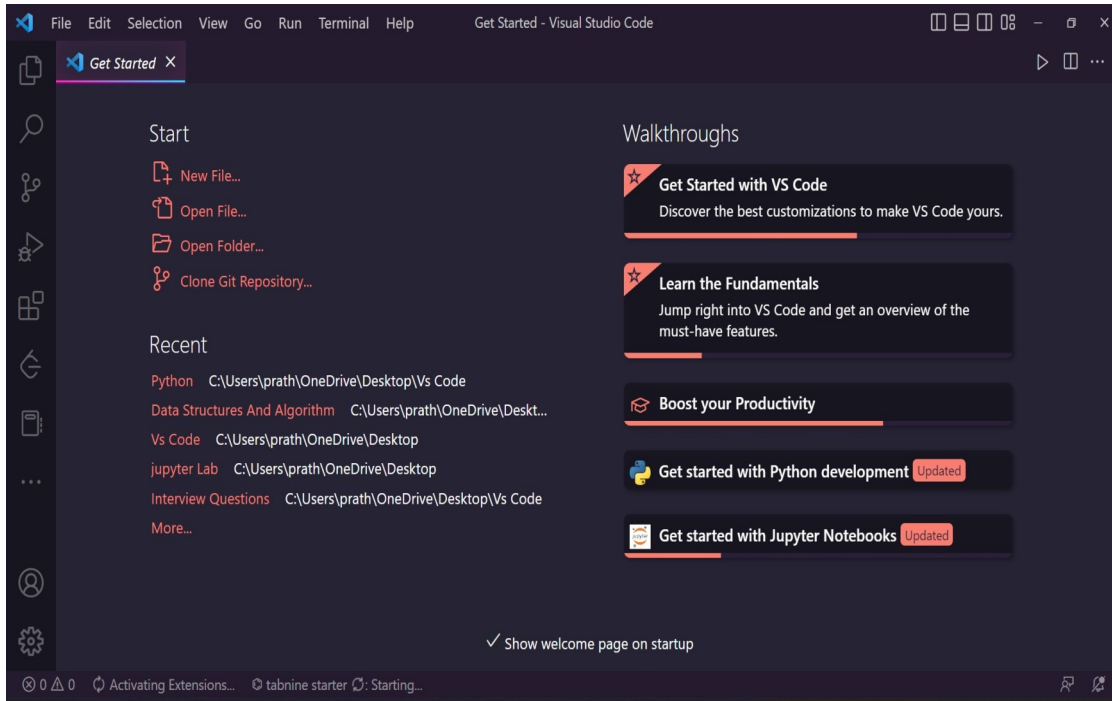 File Edit Selection View Go Run Terminal Help Get Started - Visual Studio Code
Get Started
Start
New File...
Open File...
Open Folder...
Clone Git Repository...
Recent
Python C:\Users\prath\OneDrive\Desktop\Vs Code
Data Structures And Algorithm C:\Users\prath\OneDrive\Deskt...
Vs Code C:\Users\prath\OneDrive\Desktop
jupyter Lab C:\Users\prath\OneDrive\Desktop
Interview Questions C:\Users\prath\OneDrive\Desktop\Vs Code
More...
Walkthroughs
Get Started with VS Code
Discover the best customizations to make VS Code yours.
Learn the Fundamentals
Jump right into VS Code and get an overview of the
must-have features.
Boost your Productivity
Get started with Python development Updated
Get started with Jupyter Notebooks Updated
Show welcome page on startup
0 0 Activating Extensions... tabnine starter : Starting...